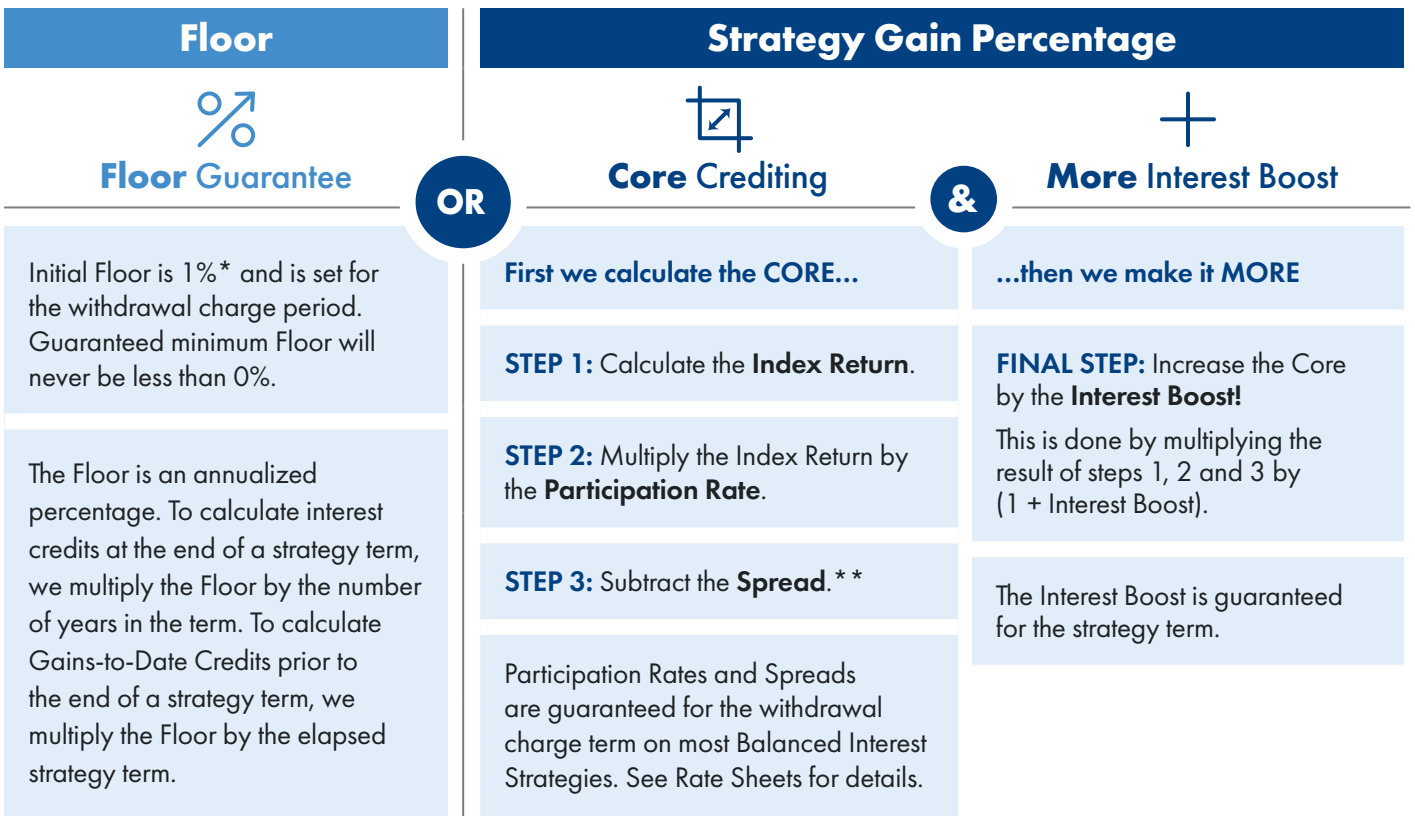 Floor
Floor Guarantee
Initial Floor is 1%* and is set for
the withdrawal charge period.
Guaranteed minimum Floor will
never be less than 0%.
The Floor is an annualized
percentage. To calculate interest
credits at the end of a strategy term,
we multiply the Floor by the number
of years in the term. To calculate
Gains-to-Date Credits prior to
the end of a strategy term, we
multiply the Floor by the elapsed
strategy term.
OR
Strategy Gain Percentage
Core Crediting
First we calculate the CORE...
STEP 1: Calculate the Index Return.
STEP 2: Multiply the Index Return by
the Participation Rate.
STEP 3: Subtract the Spread.**
Participation Rates and Spreads
are guaranteed for the withdrawal
charge term on most Balanced Interest
Strategies. See Rate Sheets for details.
&
More Interest Boost
...then we make it MORE
FINAL STEP: Increase the Core
by the Interest Boost!
This is done by multiplying the
result of steps 1, 2 and 3 by
(1 + Interest Boost).
The Interest Boost is guaranteed
for the strategy term.